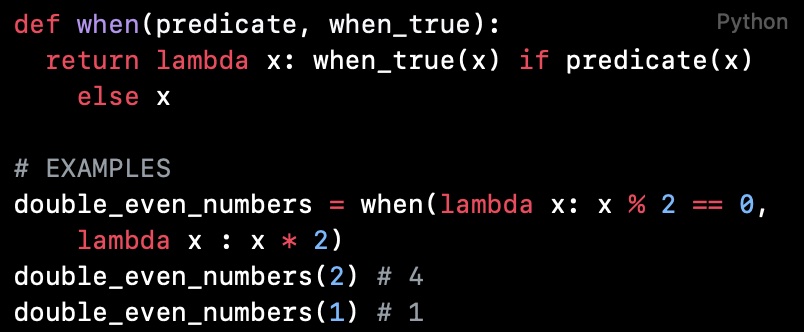 Python
def when(predicate, when_true):
  return lambda x: when_true(x) if predicate(x)
    else x

# EXAMPLES
double_even_numbers = when(lambda x: x % 2 == 0,
    lambda x : x * 2)
double_even_numbers(2) # 4
double_even_numbers(1) # 1